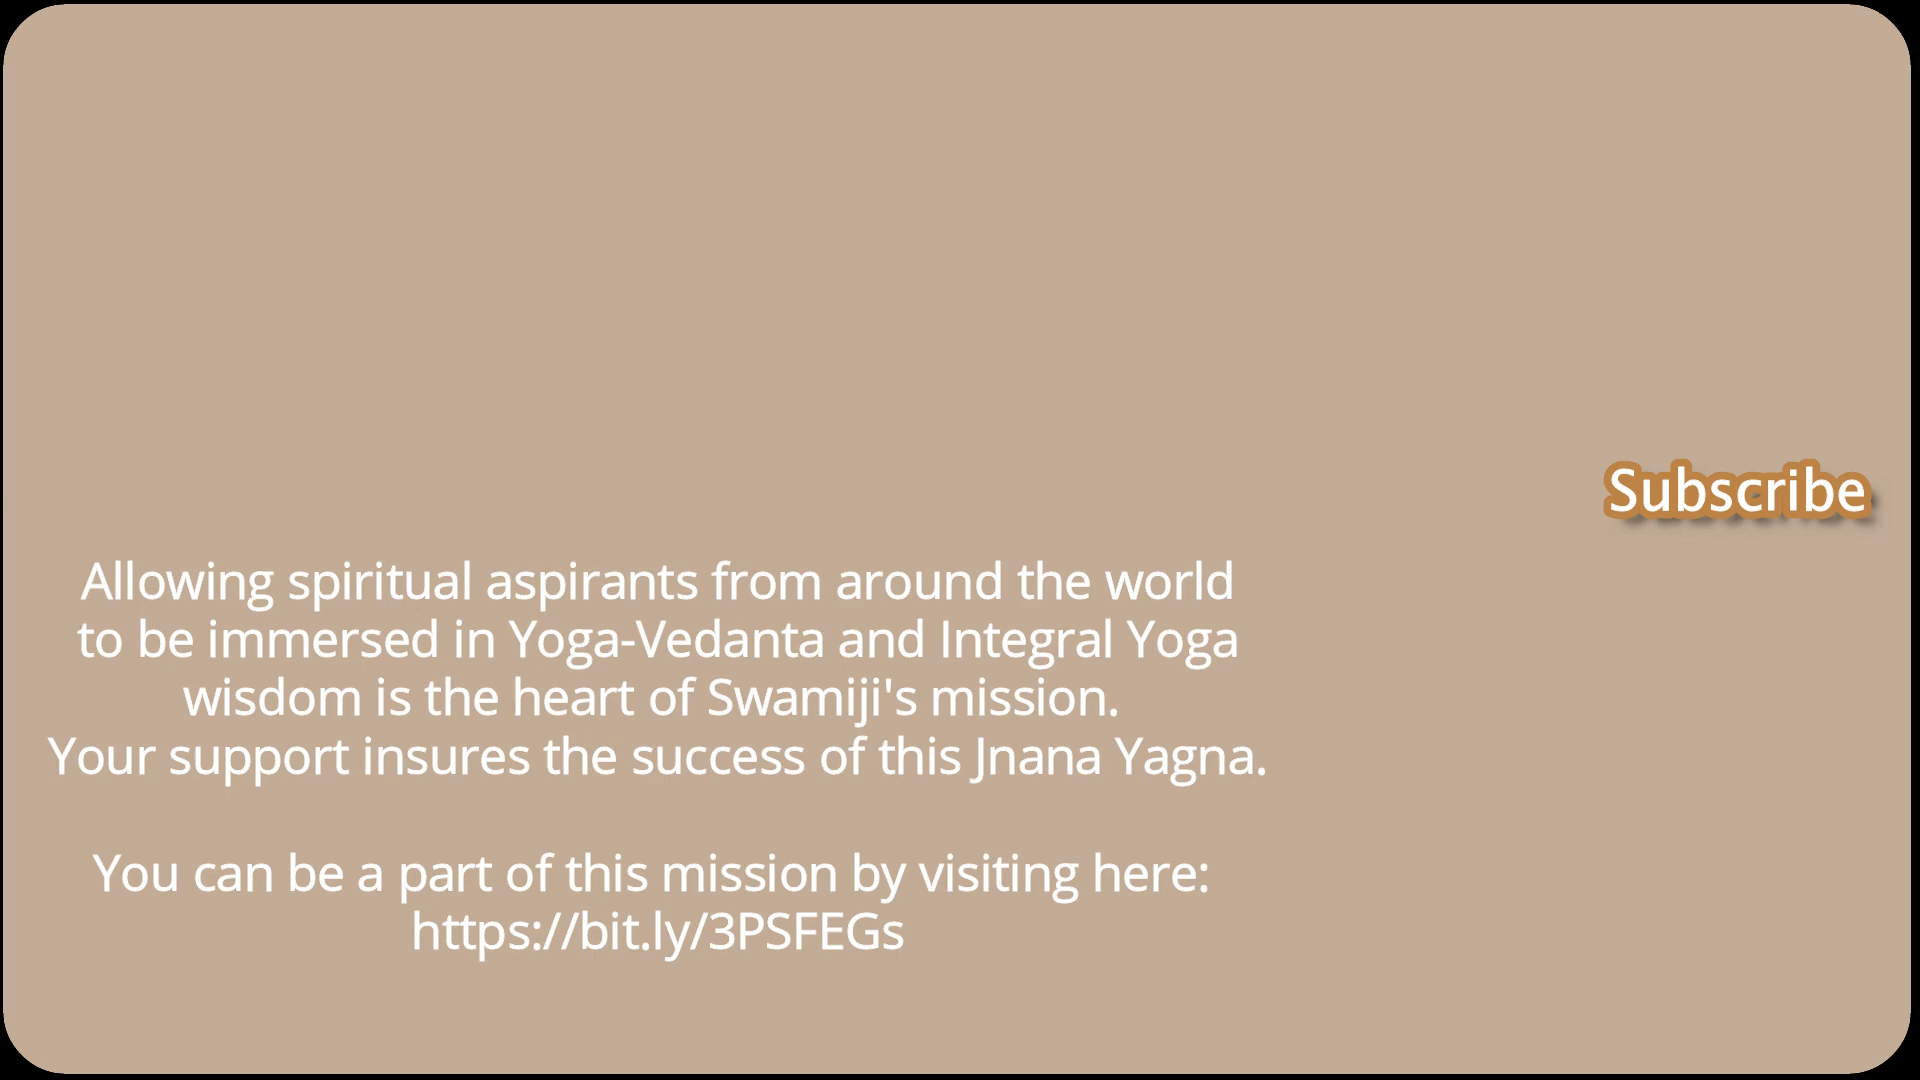 Subscribe
Allowing spiritual aspirants from around the world
to be immersed in Yoga-Vedanta and Integral Yoga
wisdom is the heart of Swamiji's mission.
Your support insures the success of this Jnana Yagna.
You can be a part of this mission by visiting here:
https://bit.ly/3PSFEGs